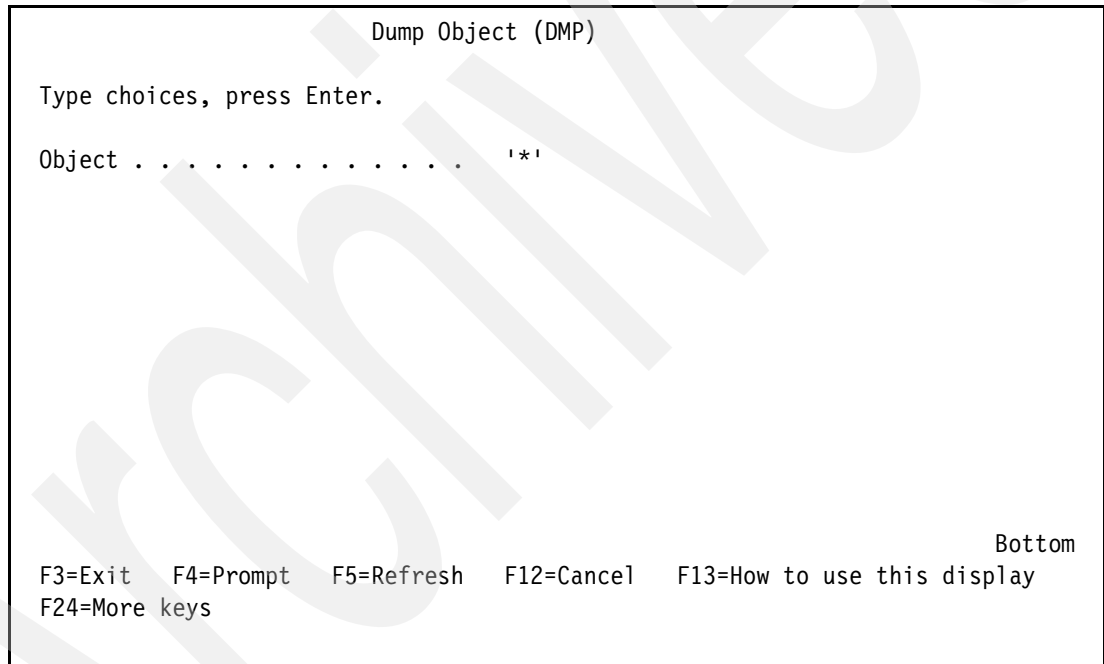 Dump Object (DMP)
Type choices, press Enter.
Object . . . . . . . . . . . . . '*'
Bottom
F3=Exit F4=Prompt F5=Refresh F12=Cancel F13=How to use this display
F24=More keys